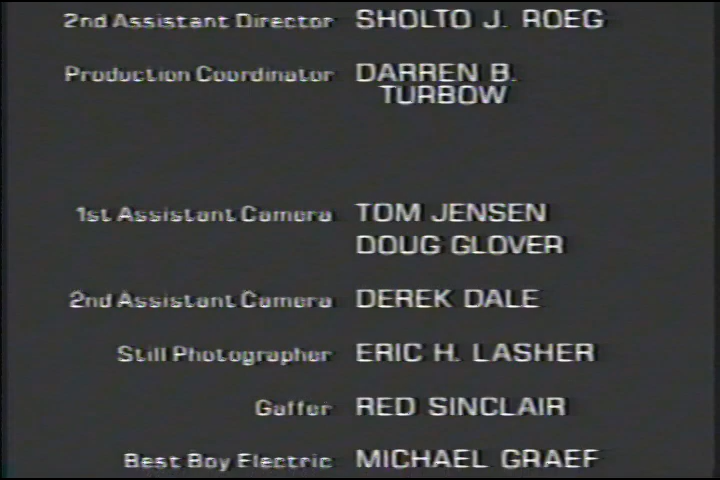 2nd Assistant Director SHOLTO J. ROEG
Production Coordinator DARREN B.
TURBOW
1st Assistant Camera TOM JENSEN
DOUG GLOVER
2nd Assistant Camera DEREK DALE
Still Photographer ERIC H. LASHER
Gaffer RED SINCLAIR
Best Boy Electric MICHAEL GRAEF